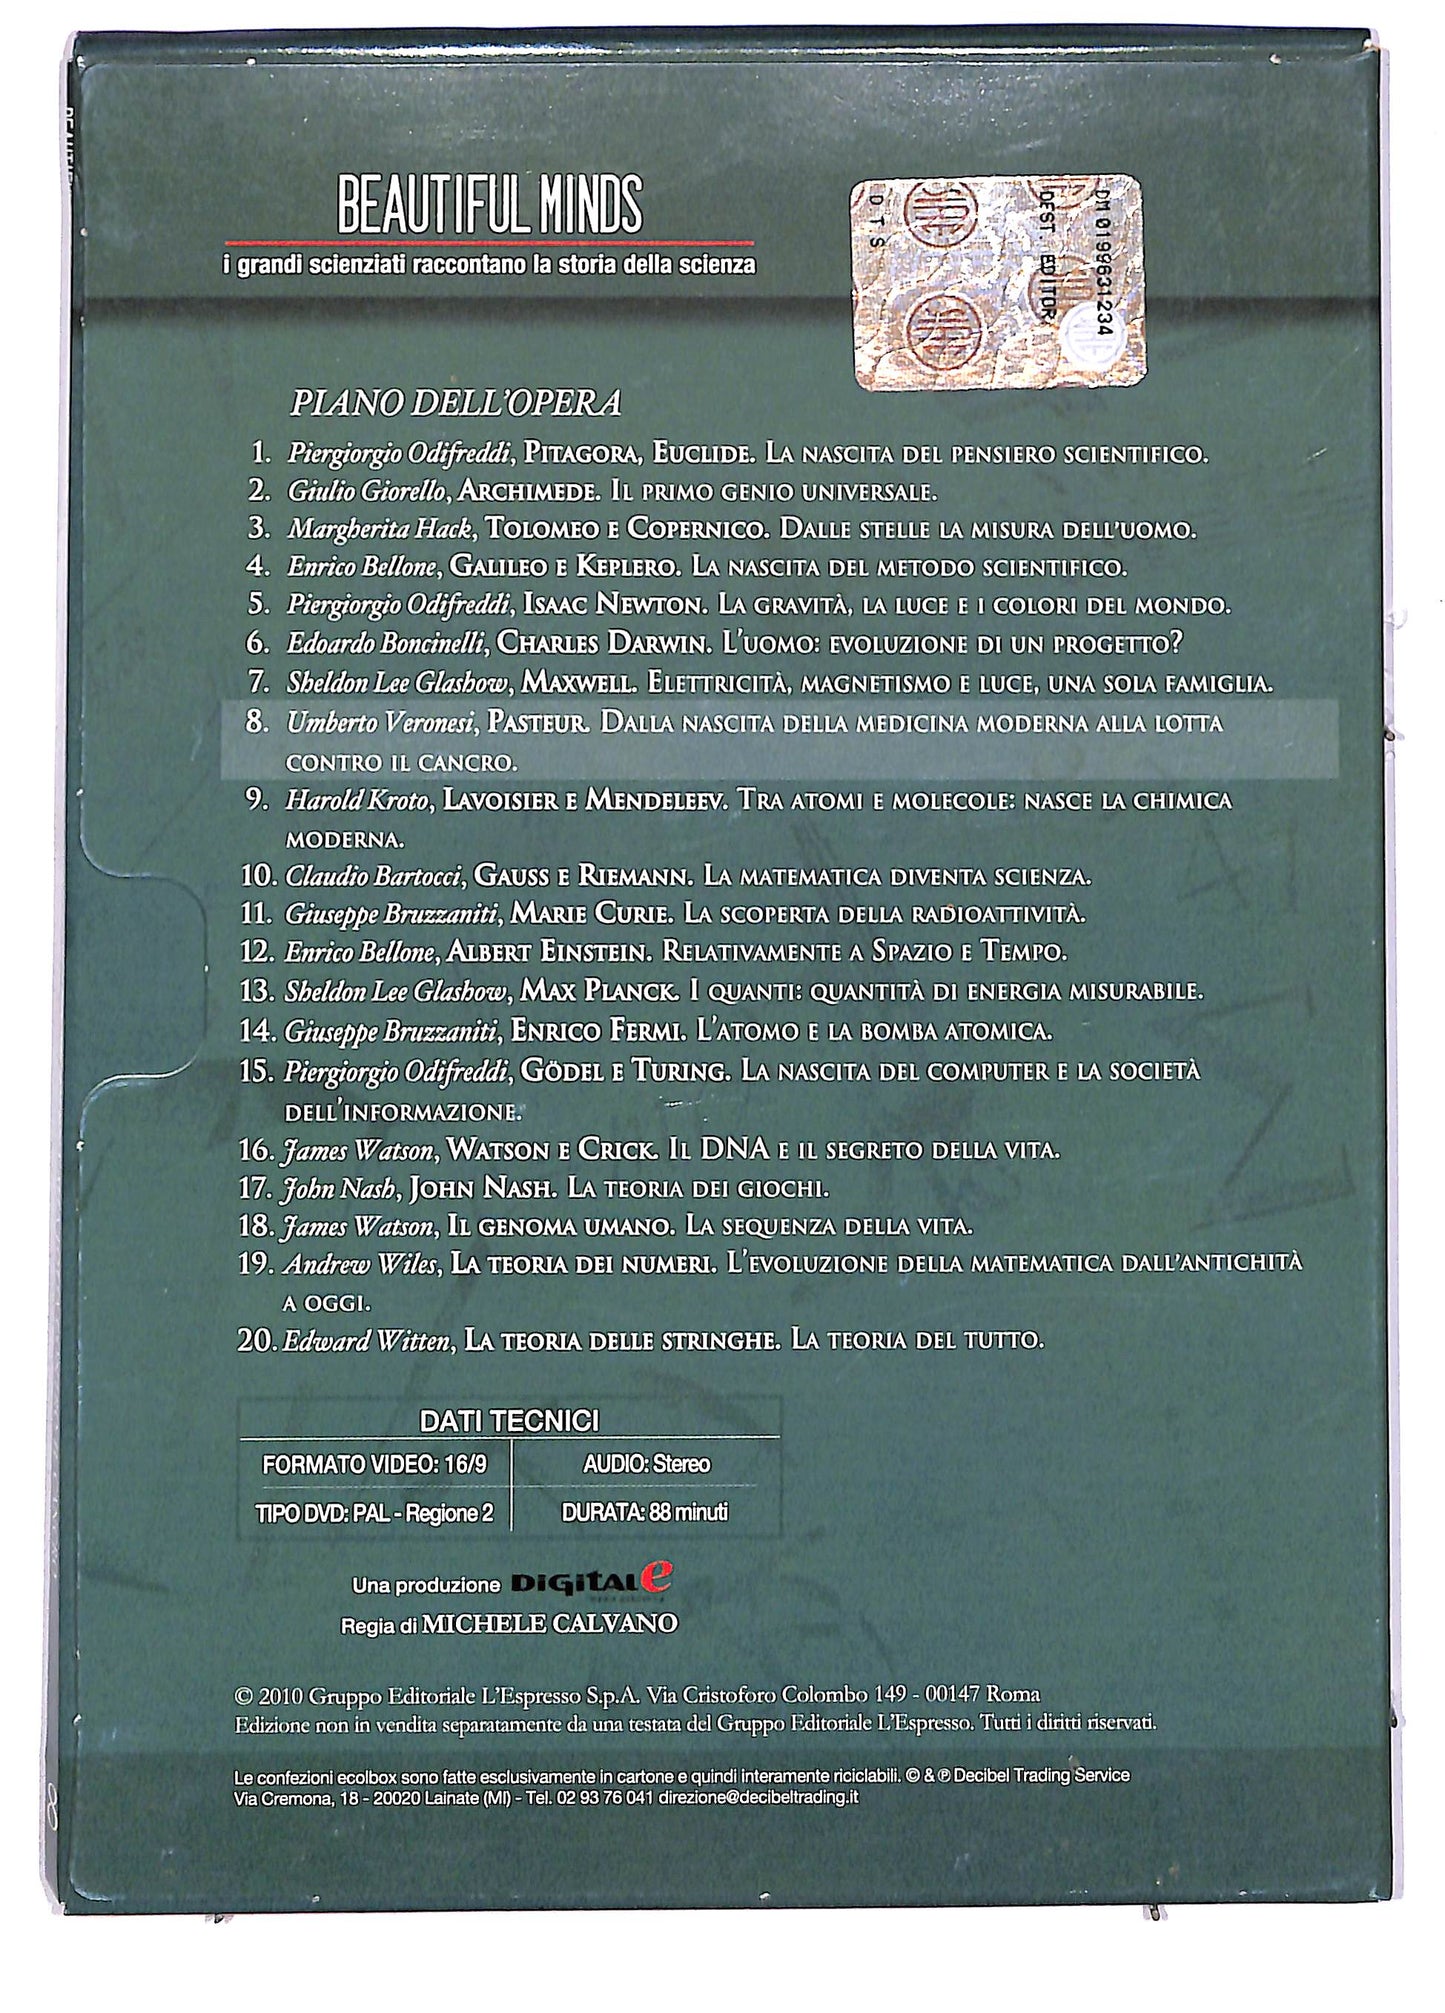 BEAUTIFUL MINDS
i grandi scienziati raccontano la storia della scienza
DTS
DEST. EDITOR
DM 0199631234
SIAE
PIANO DELL'OPERA
1. Piergiorgio Odifreddi, PITAGORA, EUCLIDE. LA NASCITA DEL PENSIERO SCIENTIFICO.
2. Giulio Giorello, ARCHIMEDE. IL PRIMO GENIO UNIVERSALE.
3. Margherita Hack, TOLOMEO E COPERNICO. DALLE STELLE LA MISURA DELL'UOMO.
4. Enrico Bellone, GALILEO E KEPLERO. LA NASCITA DEL METODO SCIENTIFICO.
5. Piergiorgio Odifreddi, ISAAC NEWTON. LA GRAVITÀ, LA LUCE E I COLORI DEL MONDO.
6. Edoardo Boncinelli, CHARLES DARWIN. L'UOMO: EVOLUZIONE DI UN PROGETTO?
7. Sheldon Lee Glashow, MAXWELL. ELETTRICITÀ, MAGNETISMO E LUCE, UNA SOLA FAMIGLIA.
8. Umberto Veronesi, PASTEUR. DALLA NASCITA DELLA MEDICINA MODERNA ALLA LOTTA
CONTRO IL CANCRO.
9. Harold Kroto, LAVOISIER E MENDELEEV. TRA ATOMI E MOLECOLE: NASCE LA CHIMICA
MODERNA.
10. Claudio Bartocci, GAUSS E RIEMANN. LA MATEMATICA DIVENTA SCIENZA.
11. Giuseppe Bruzzaniti, MARIE CURIE. LA SCOPERTA DELLA RADIOATTIVITÀ.
12. Enrico Bellone, ALBERT EINSTEIN. RELATIVAMENTE A SPAZIO E TEMPO.
13. Sheldon Lee Glashow, MAX PLANCK. I QUANTI: QUANTITÀ DI ENERGIA MISURABILE.
14. Giuseppe Bruzzaniti, ENRICO FERMI. L'ATOMO E LA BOMBA ATOMICA.
15. Piergiorgio Odifreddi, GÖDEL E TURING. LA NASCITA DEL COMPUTER E LA SOCIETÀ
DELL'INFORMAZIONE.
16. James Watson, WATSON E CRICK. IL DNA E IL SEGRETO DELLA VITA.
17. John Nash, JOHN NASH. LA TEORIA DEI GIOCHI.
18. James Watson, IL GENOMA UMANO. LA SEQUENZA DELLA VITA.
19. Andrew Wiles, LA TEORIA DEI NUMERI. L'EVOLUZIONE DELLA MATEMATICA DALL'ANTICHITÀ
A OGGI.
20. Edward Witten, LA TEORIA DELLE STRINGHE. LA TEORIA DEL TUTTO.
DATI TECNICI
FORMATO VIDEO: 16/9 AUDIO: Stereo
TIPO DVD: PAL - Regione 2 DURATA: 88 minuti
Una produzione DiGiTALe
Regia di MICHELE CALVANO
© 2010 Gruppo Editoriale L'Espresso S.p.A. Via Cristoforo Colombo 149 - 00147 Roma
Edizione non in vendita separatamente da una testata del Gruppo Editoriale L'Espresso. Tutti i diritti riservati.
Le confezioni ecolbox sono fatte esclusivamente in cartone e quindi interamente riciclabili. © & ℗ Decibel Trading Service
Via Cremona, 18 - 20020 Lainate (MI) - Tel. 02 93 76 041 direzione@decibeltrading.it
8